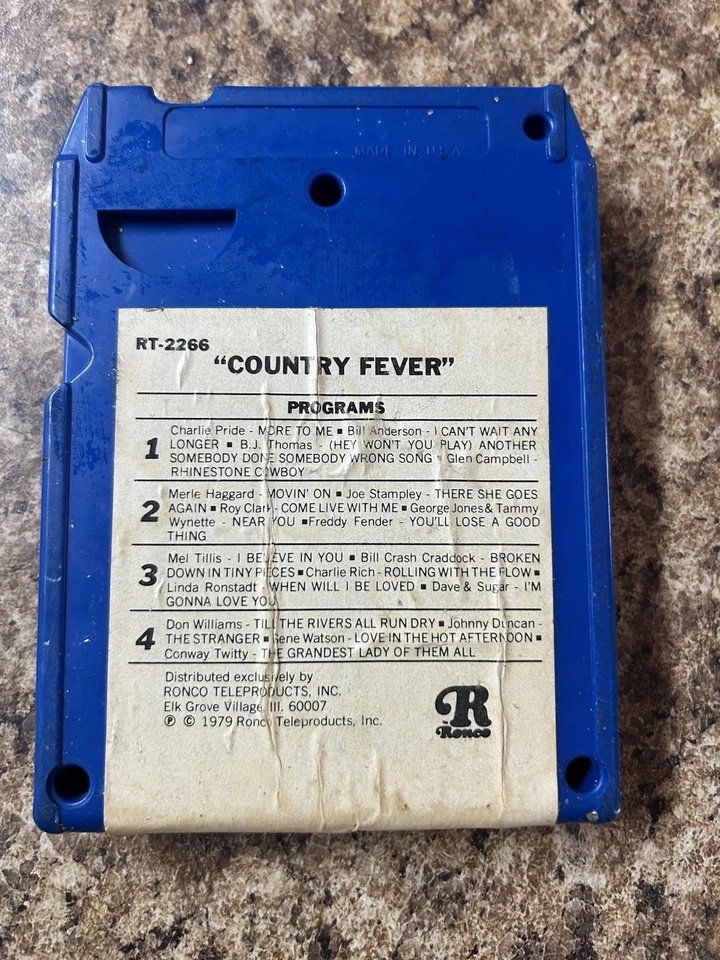 MADE IN U.S.A.
RT-2266
"COUNTRY FEVER"
PROGRAMS
1 Charlie Pride - MORE TO ME ▪ Bill Anderson - I CAN'T WAIT ANY
LONGER ▪ B.J. Thomas - (HEY WON'T YOU PLAY) ANOTHER
SOMEBODY DONE SOMEBODY WRONG SONG ▪ Glen Campbell -
RHINESTONE COWBOY
2 Merle Haggard - MOVIN' ON ▪ Joe Stampley - THERE SHE GOES
AGAIN ▪ Roy Clark - COME LIVE WITH ME ▪ George Jones & Tammy
Wynette - NEAR YOU ▪ Freddy Fender - YOU'LL LOSE A GOOD
THING
3 Mel Tillis - I BELIEVE IN YOU ▪ Bill Crash Craddock - BROKEN
DOWN IN TINY PIECES ▪ Charlie Rich - ROLLING WITH THE FLOW ▪
Linda Ronstadt - WHEN WILL I BE LOVED ▪ Dave & Sugar - I'M
GONNA LOVE YOU
4 Don Williams - TILL THE RIVERS ALL RUN DRY ▪ Johnny Duncan -
THE STRANGER ▪ Gene Watson - LOVE IN THE HOT AFTERNOON ▪
Conway Twitty - THE GRANDEST LADY OF THEM ALL
Distributed exclusively by
RONCO TELEPRODUCTS, INC.
Elk Grove Village, Ill. 60007
℗ © 1979 Ronco Teleproducts, Inc.
R
TM Ronco